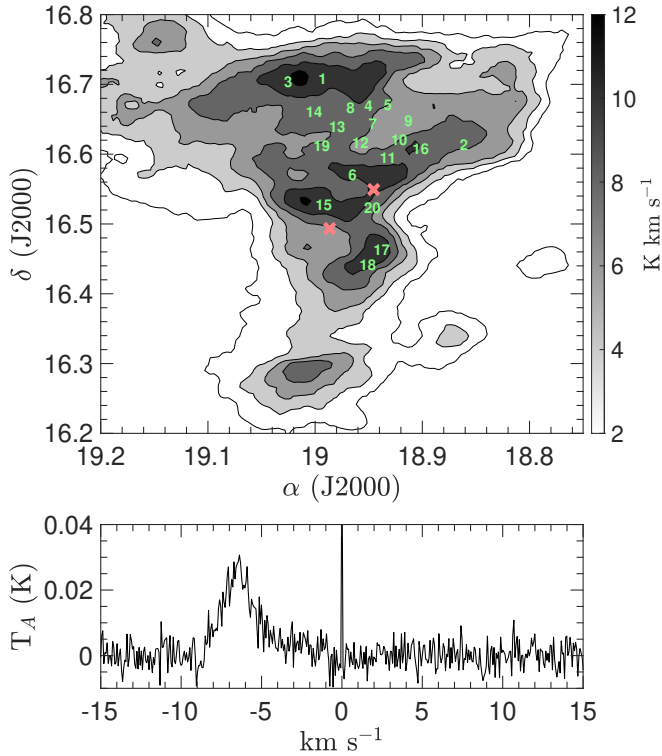 16.8
16.7
16.6
16.5
16.4
16.3
16.2
δ (J2000)
3 1
14 8 4 5
13 7 9
19 12 10
11 16 2
6
15 20
17
18
19.2 19.1 19 18.9 18.8
α (J2000)
12
10
8
6
4
2
K km s⁻¹
0.04
0.02
0
T_A (K)
-15 -10 -5 0 5 10 15
km s⁻¹